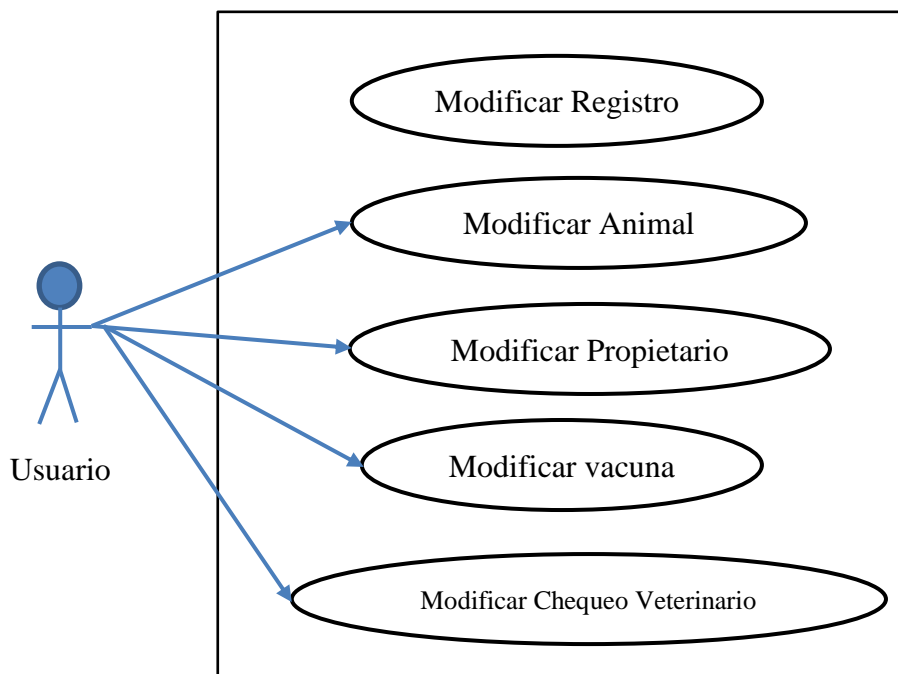 Modificar Registro
Modificar Animal
Modificar Propietario
Modificar vacuna
Usuario
Modificar Chequeo Veterinario